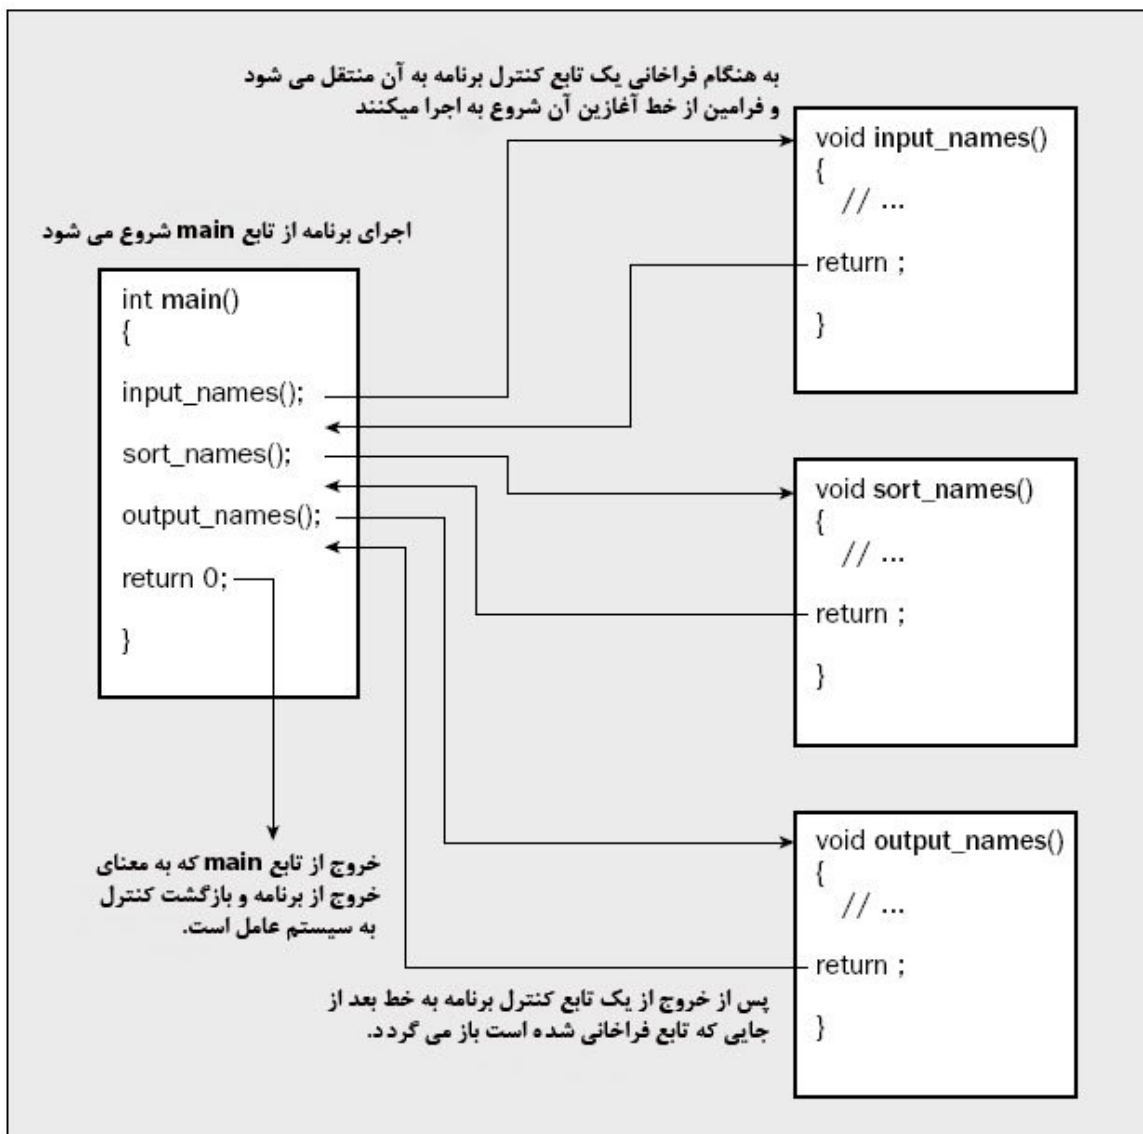 به هنگام فراخانی یک تابع کنترل برنامه به آن منتقل می شود
و فرامین از خط آغازین آن شروع به اجرا میکنند
void input_names()
{
// ...
return ;
}
اجرای برنامه از تابع main شروع می شود
int main()
{
input_names();
sort_names();
output_names();
return 0;
}
void sort_names()
{
// ...
return ;
}
خروج از تابع main که به معنای
خروج از برنامه و بازگشت کنترل
به سیستم عامل است.
void output_names()
{
// ...
return ;
}
پس از خروج از یک تابع کنترل برنامه به خط بعد از
جایی که تابع فراخانی شده است باز می گردد.